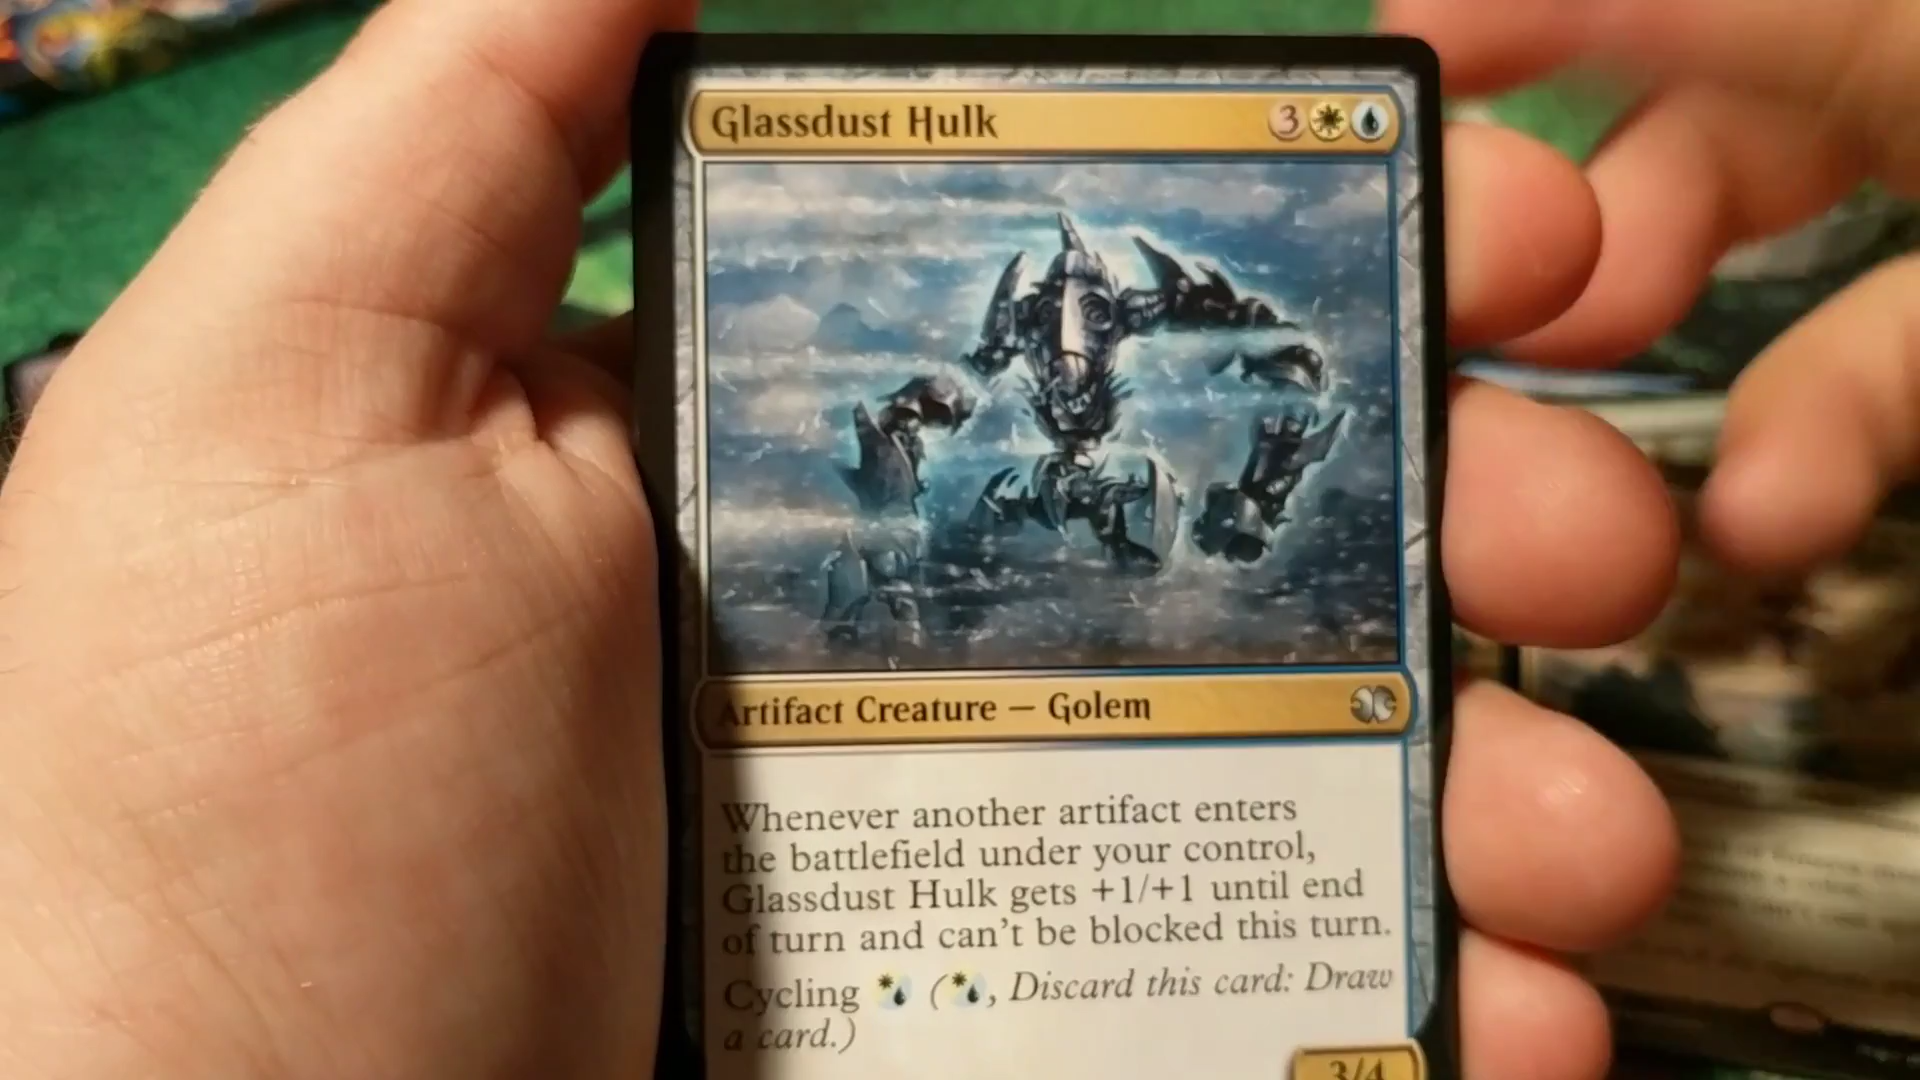 Glassdust Hulk 3
Artifact Creature — Golem
Whenever another artifact enters
the battlefield under your control,
Glassdust Hulk gets +1/+1 until end
of turn and can't be blocked this turn.
Cycling ( , Discard this card: Draw
a card.)
3/4